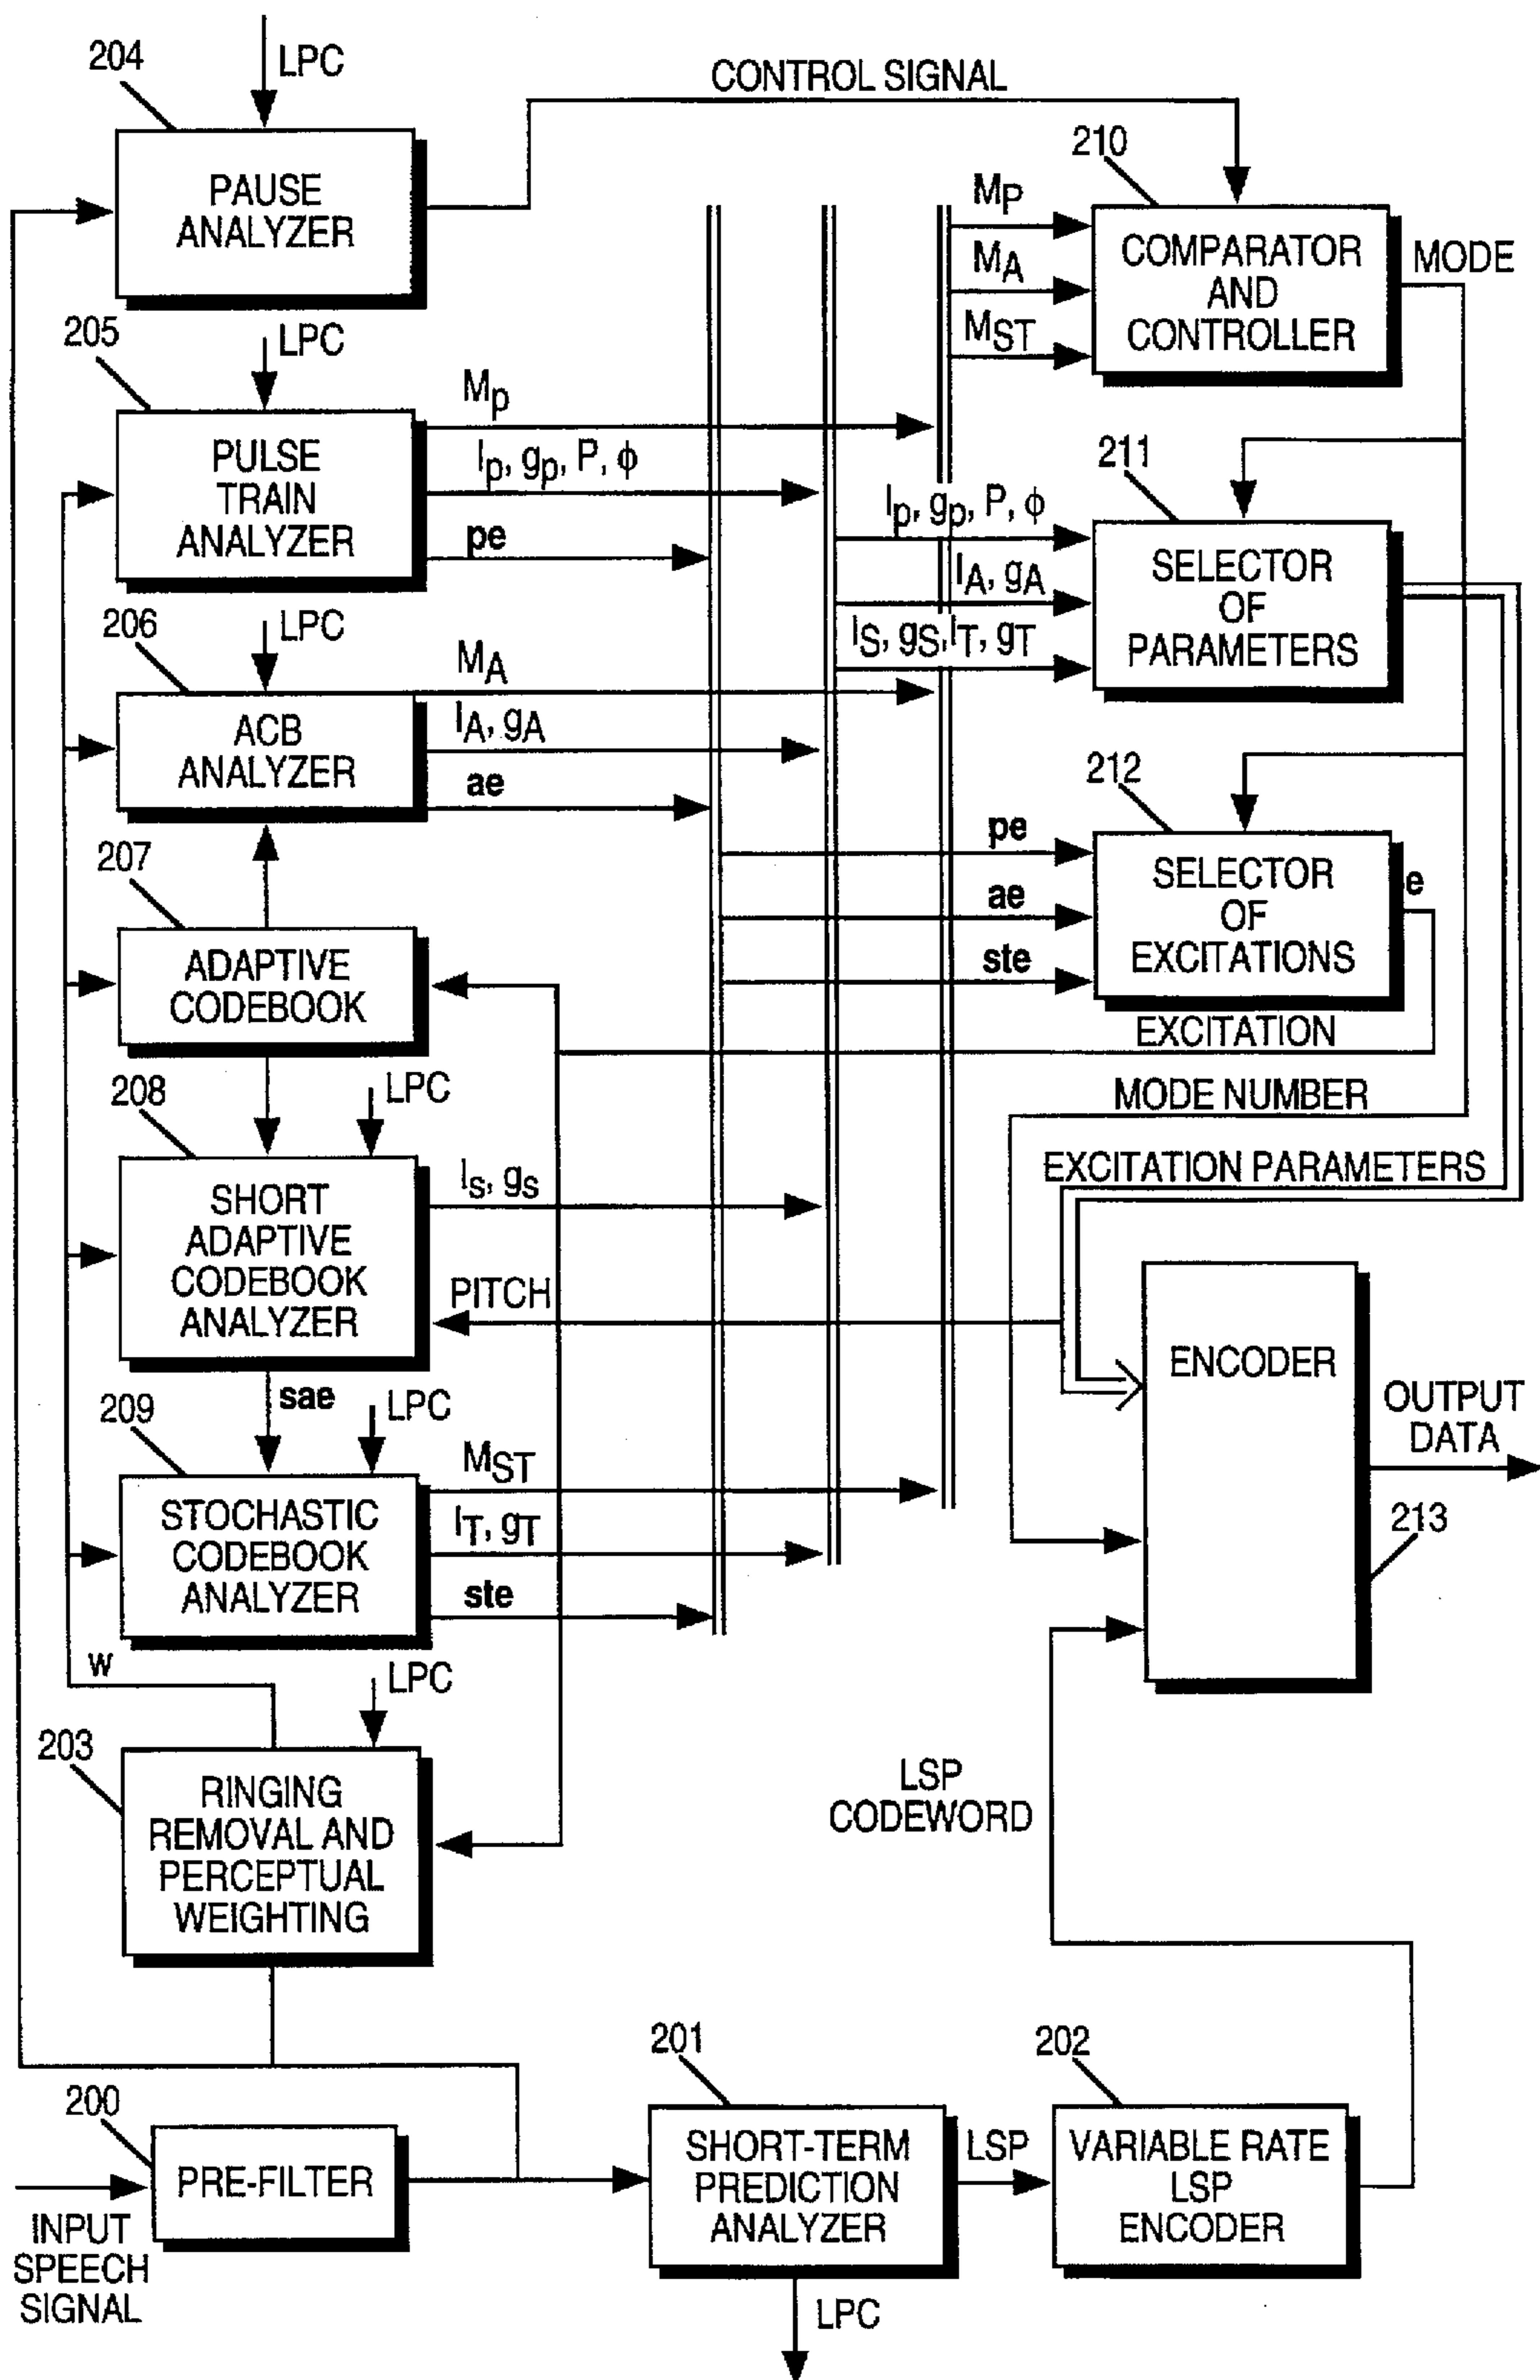 204
LPC
CONTROL SIGNAL
PAUSE
ANALYZER
210
MP
MA
MST
COMPARATOR
AND
CONTROLLER
MODE
205
LPC
PULSE
TRAIN
ANALYZER
Mp
Ip, gp, P, ϕ
pe
211
Ip, gp, P, ϕ
IA, gA
IS, gS, IT, gT
SELECTOR
OF
PARAMETERS
206
LPC
ACB
ANALYZER
MA
IA, gA
ae
212
pe
ae
ste
SELECTOR
OF
EXCITATIONS
e
207
ADAPTIVE
CODEBOOK
EXCITATION
MODE NUMBER
EXCITATION PARAMETERS
208
LPC
SHORT
ADAPTIVE
CODEBOOK
ANALYZER
Is, gs
PITCH
sae
ENCODER
OUTPUT
DATA
213
209
LPC
STOCHASTIC
CODEBOOK
ANALYZER
MST
IT, gT
ste
w
LPC
203
RINGING
REMOVAL AND
PERCEPTUAL
WEIGHTING
LSP
CODEWORD
200
PRE-FILTER
INPUT
SPEECH
SIGNAL
201
SHORT-TERM
PREDICTION
ANALYZER
LSP
LPC
202
VARIABLE RATE
LSP
ENCODER